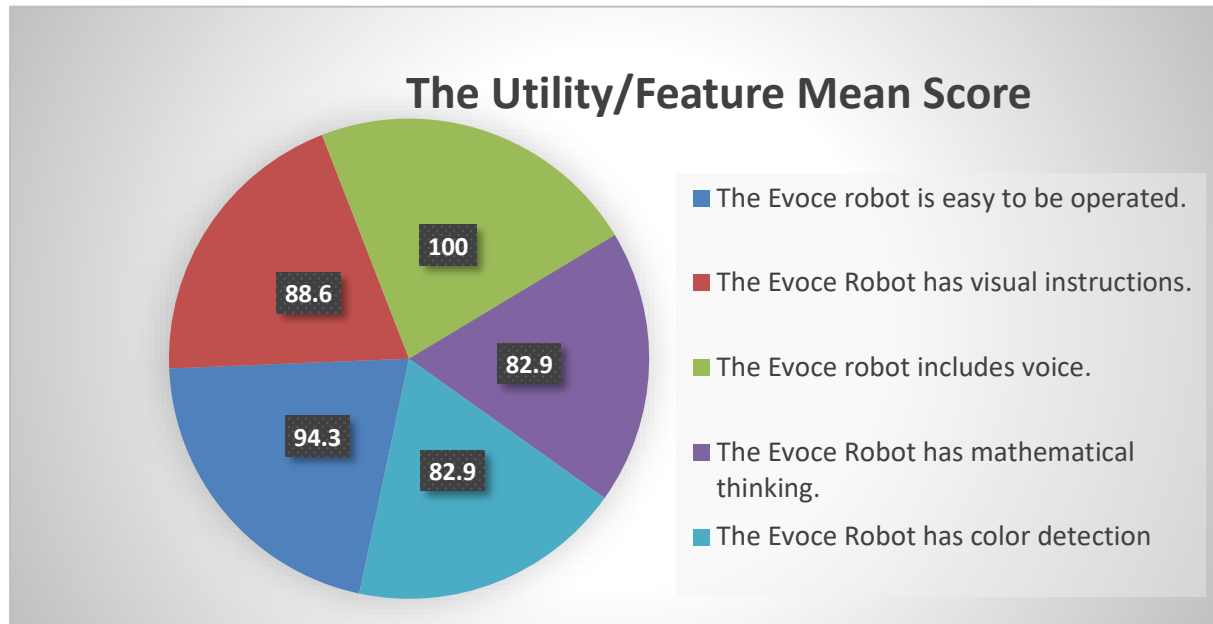 The Utility/Feature Mean Score
100
88.6
82.9
94.3
82.9
The Evoce robot is easy to be operated.
The Evoce Robot has visual instructions.
The Evoce robot includes voice.
The Evoce Robot has mathematical
thinking.
The Evoce Robot has color detection